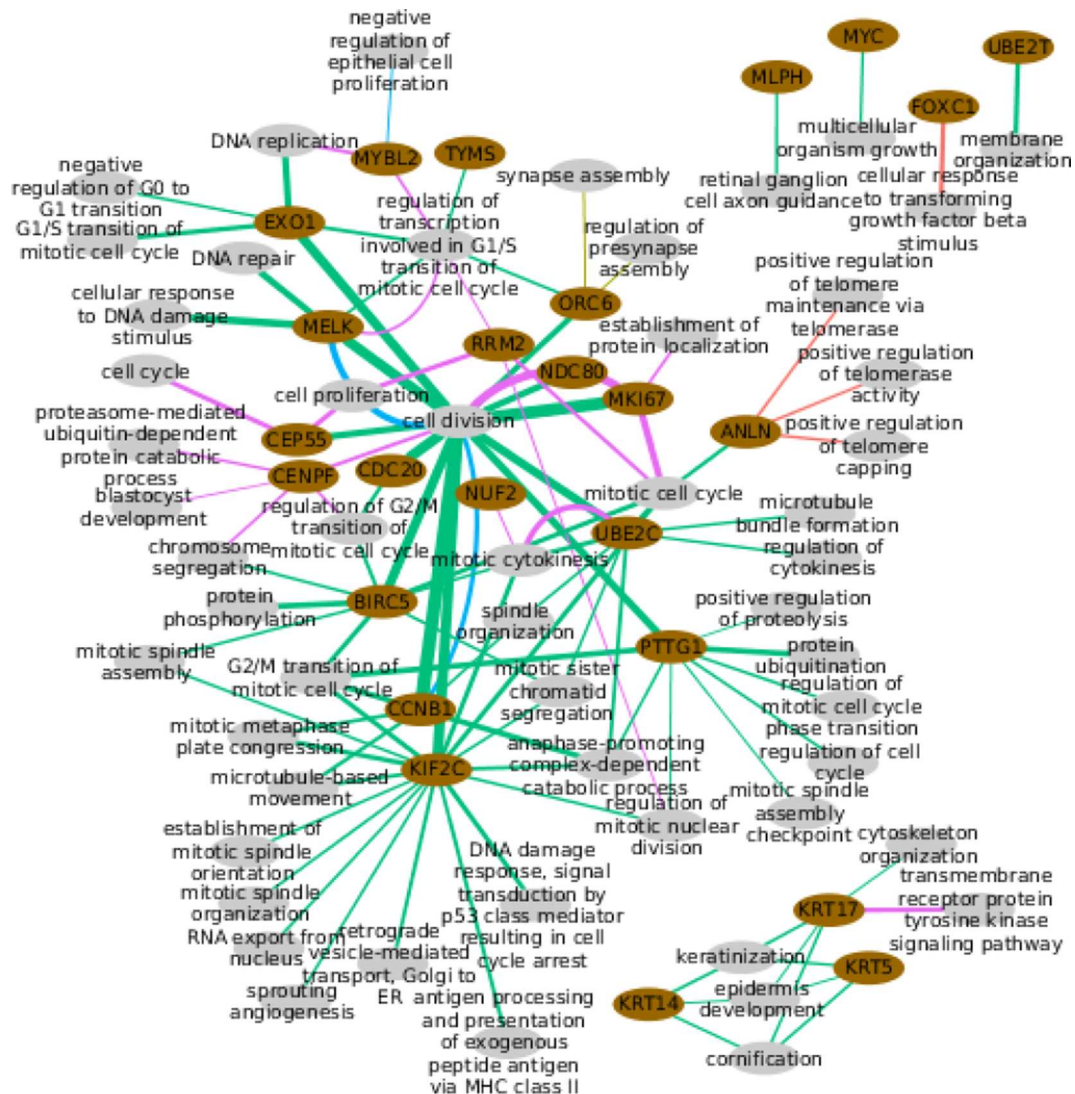 negative
regulation of
epithelial cell
proliferation
MYC
UBE2T
MLPH
FOXC1
DNA replication
MYBL2
TYMS
multicellular
organism growth
membrane
organization
negative
regulation of G0 to
G1 transition
synapse assembly
retinal ganglion
cell axon guidance
cellular response
to transforming
growth factor beta
stimulus
EXO1
regulation of
transcription
involved in G1/S
transition of
mitotic cell cycle
regulation of
presynapse
assembly
G1/S transition of
mitotic cell cycle
DNA repair
positive regulation
of telomere
maintenance via
telomerase
cellular response
to DNA damage
stimulus
MELK
ORC6
RRM2
establishment of
protein localization
positive regulation
of telomerase
activity
cell cycle
cell proliferation
NDC80
MKI67
proteasome-mediated
ubiquitin-dependent
protein catabolic
process
cell division
CEP55
ANLN
positive regulation
of telomere
capping
CENPF
CDC20
NUF2
mitotic cell cycle
blastocyst
development
regulation of G2/M
transition of
mitotic cell cycle
UBE2C
microtubule
bundle formation
chromosome
segregation
mitotic cytokinesis
regulation of
cytokinesis
protein
phosphorylation
BIRC5
spindle
organization
positive regulation
of proteolysis
mitotic spindle
assembly
G2/M transition of
mitotic cell cycle
mitotic sister
chromatid
segregation
PTTG1
protein
ubiquitination
CCNB1
regulation of
mitotic cell cycle
phase transition
mitotic metaphase
plate congression
anaphase-promoting
complex-dependent
catabolic process
regulation of cell
cycle
microtubule-based
movement
KIF2C
mitotic spindle
assembly
checkpoint
regulation of
mitotic nuclear
division
establishment of
mitotic spindle
orientation
DNA damage
response, signal
transduction by
p53 class mediator
resulting in cell
cycle arrest
cytoskeleton
organization
mitotic spindle
organization
transmembrane
receptor protein
tyrosine kinase
signaling pathway
KRT17
RNA export from
nucleus
retrograde
vesicle-mediated
transport, Golgi to
ER
keratinization
KRT5
sprouting
angiogenesis
antigen processing
and presentation
of exogenous
peptide antigen
via MHC class II
KRT14
epidermis
development
cornification